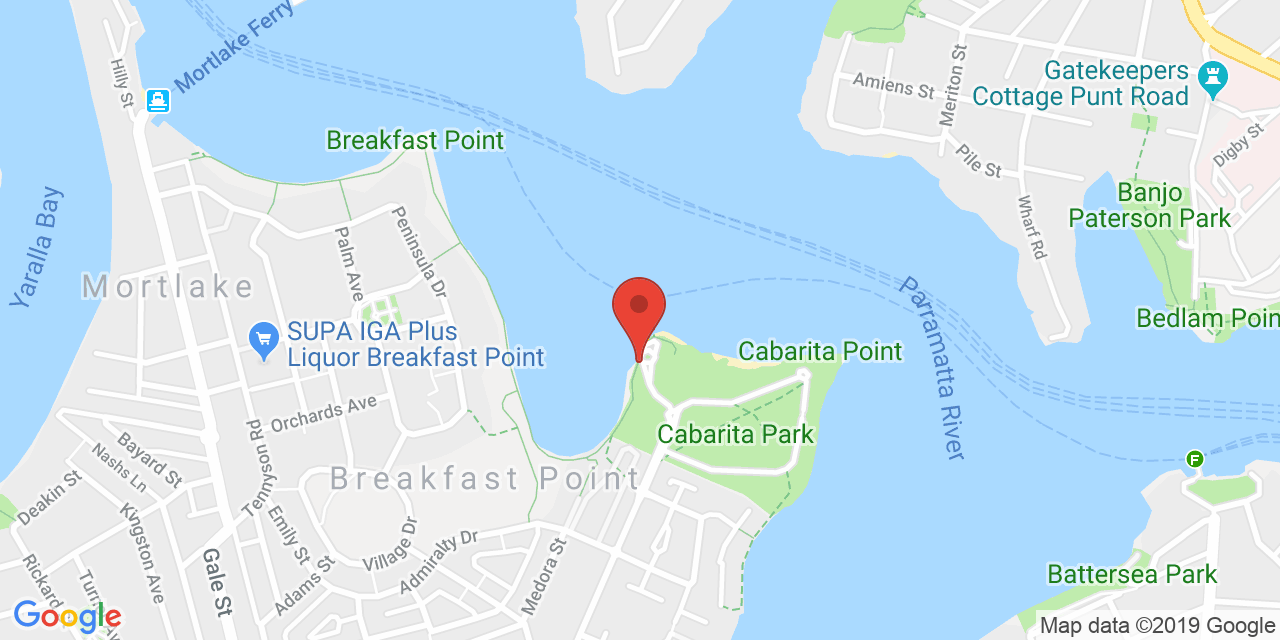 Mortlake Ferry
Hilly St
Breakfast Point
Yaralla Bay
Mortlake
Palm Ave
Peninsula Dr
SUPA IGA Plus
Liquor Breakfast Point
Orchards Ave
Tennyson Rd
Bayard St
Nashs Ln
Deakin St
Kingston Ave
Emily St
Adams St
Village Dr
Admiralty Dr
Medora St
Gale St
Rickard
Breakfast Point
Cabarita Point
Cabarita Park
Parramatta River
Amiens St
Meriton St
Pile St
Wharf Rd
Gatekeepers
Cottage Punt Road
Digby St
Banjo
Paterson Park
Bedlam Poin
F
Battersea Park
Google
Map data ©2019 Google